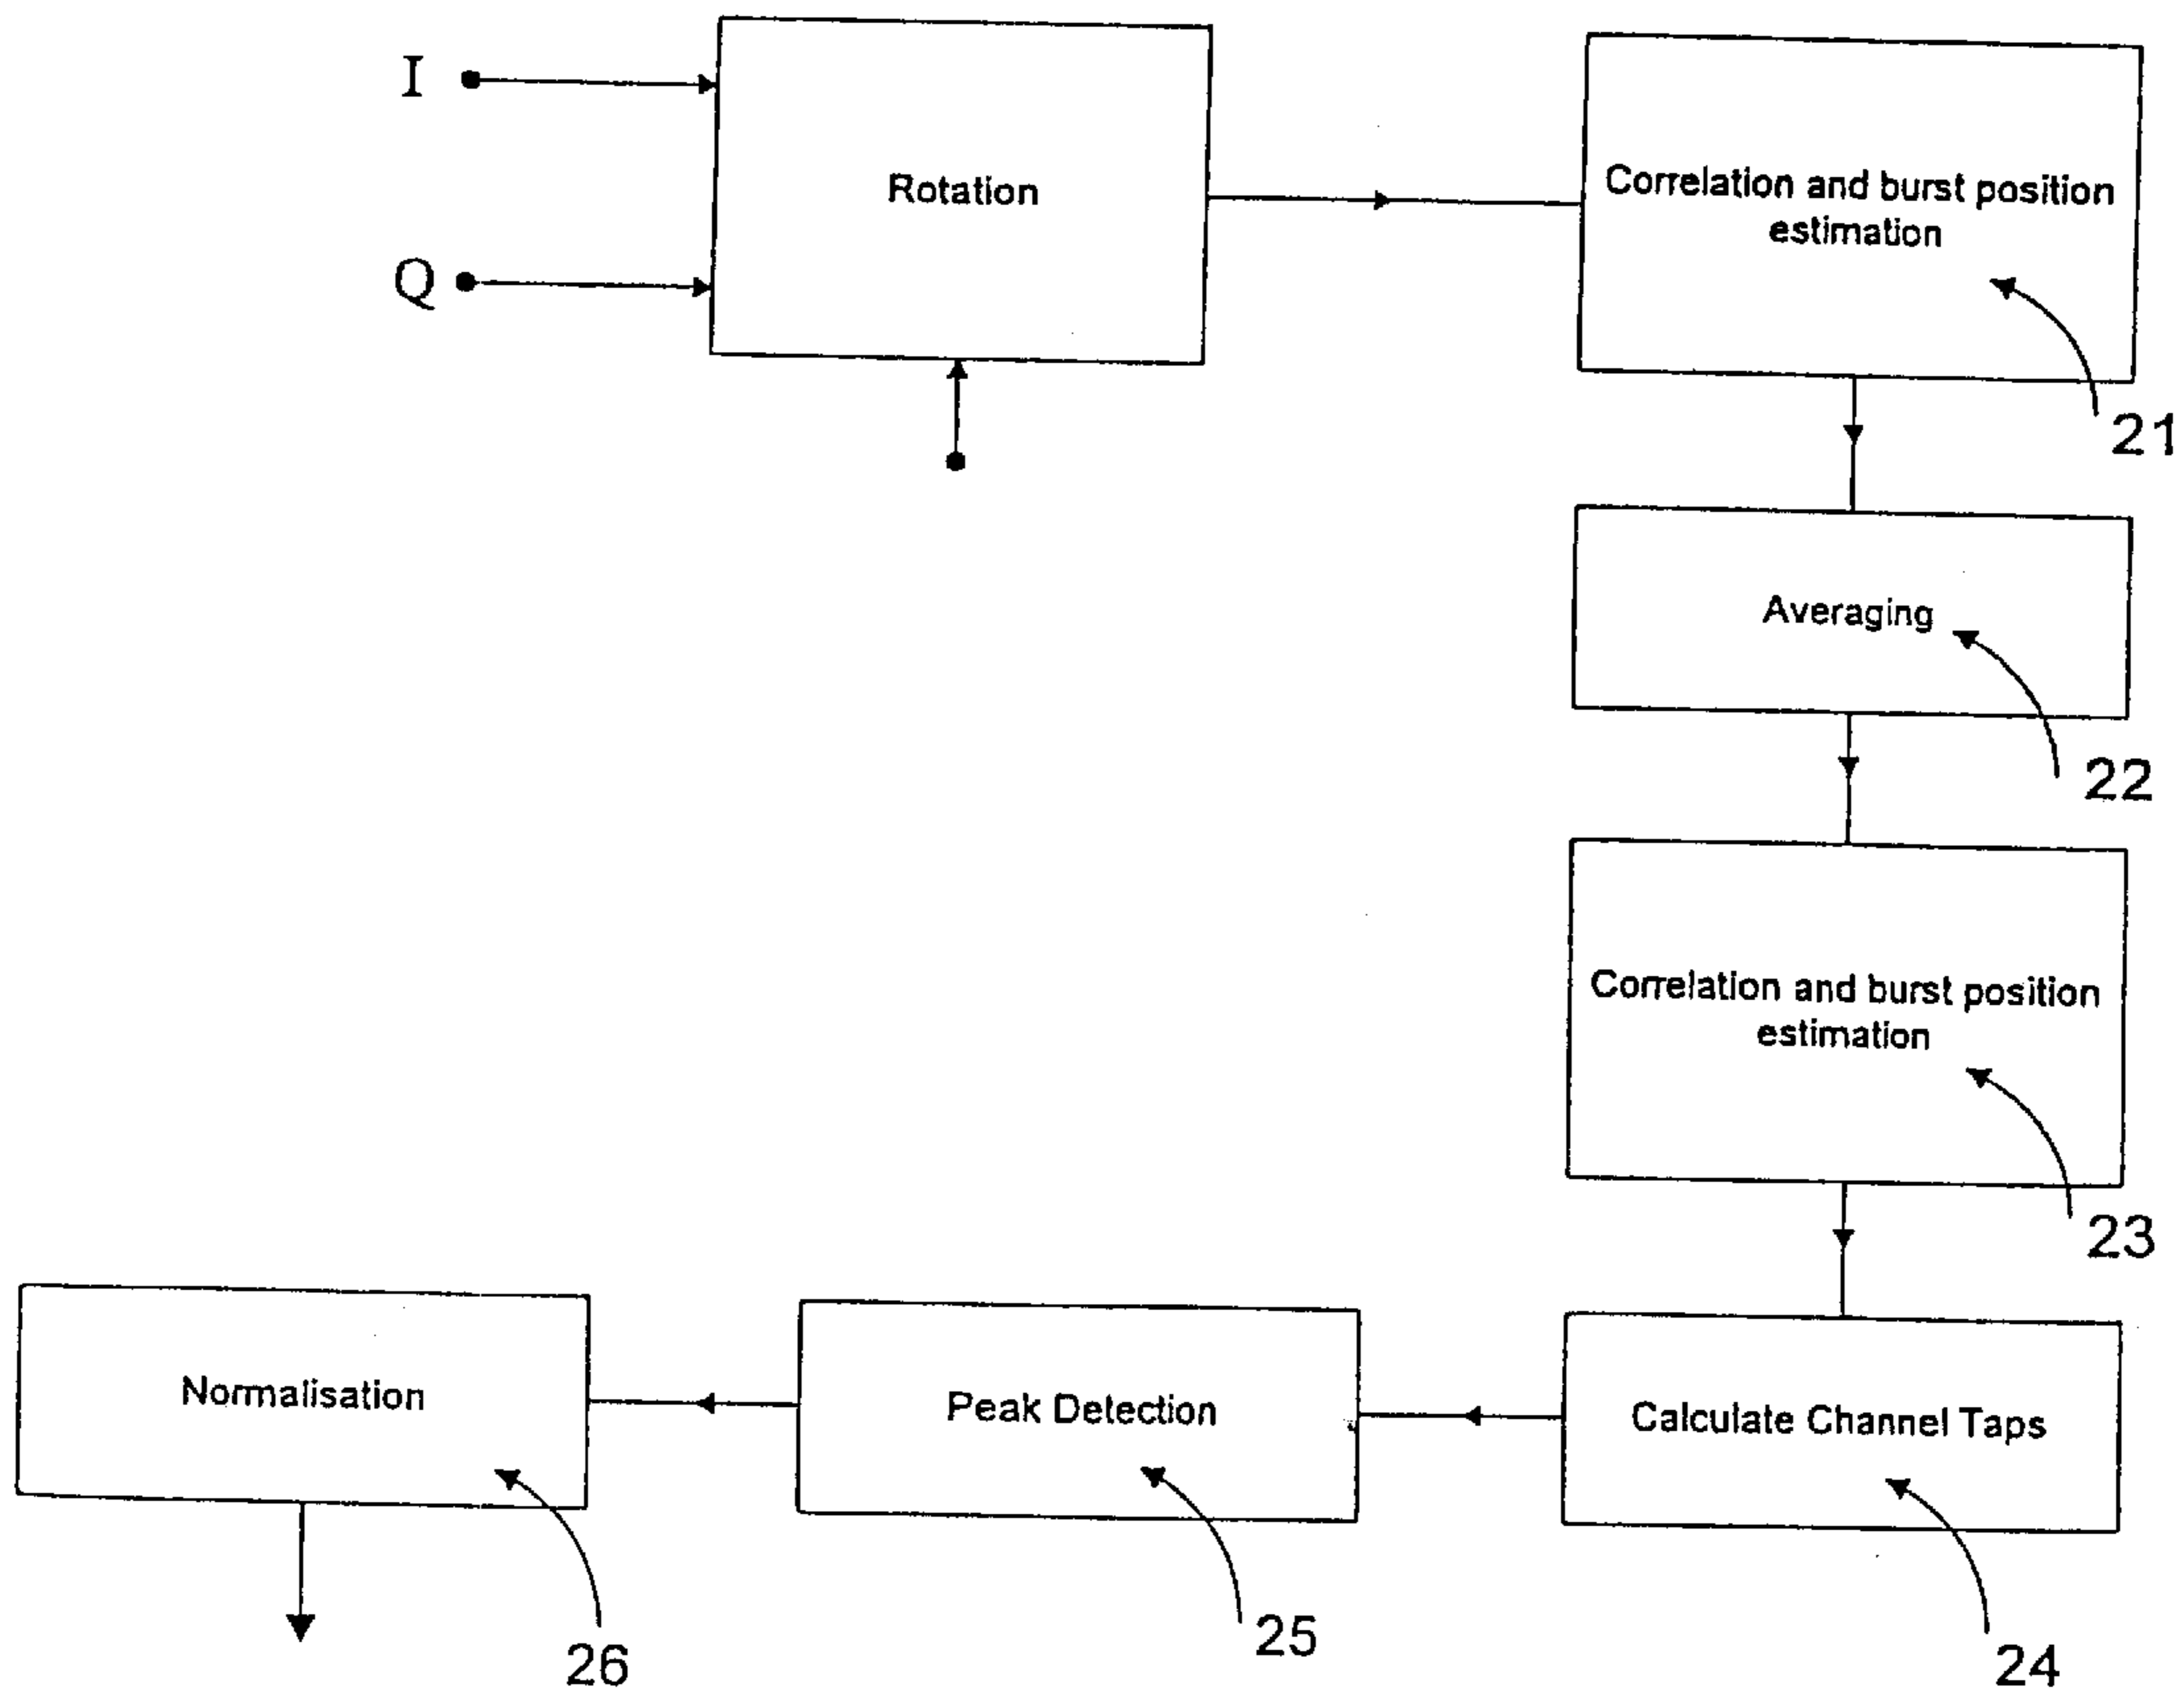 I
Q
Rotation
Correlation and burst position
estimation
21
Averaging
22
Correlation and burst position
estimation
23
Normalisation
26
Peak Detection
25
Calculate Channel Taps
24